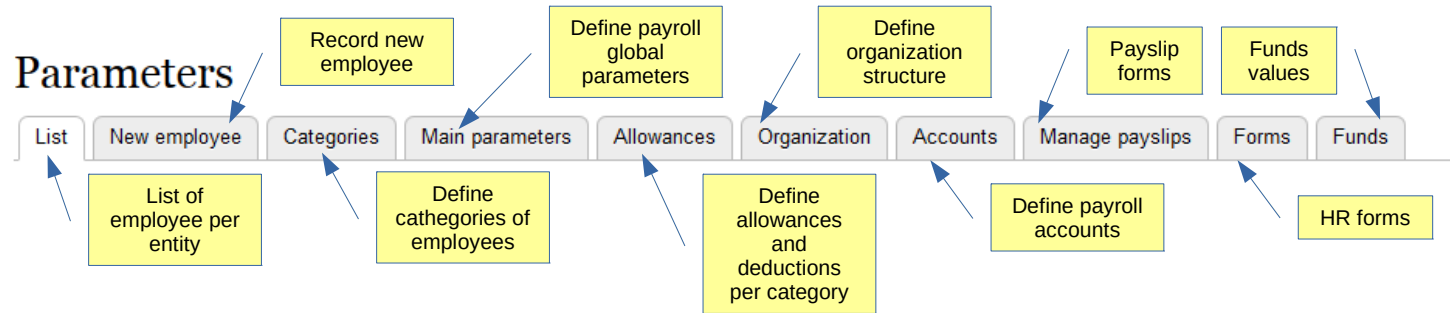 Parameters
Record new
employee
Define payroll
global
parameters
Define
organization
structure
Payslip
forms
Funds
values
List
New employee
Categories
Main parameters
Allowances
Organization
Accounts
Manage payslips
Forms
Funds
List of
employee per
entity
Define
cathegories of
employees
Define
allowances
and
deductions
per category
Define payroll
accounts
HR forms